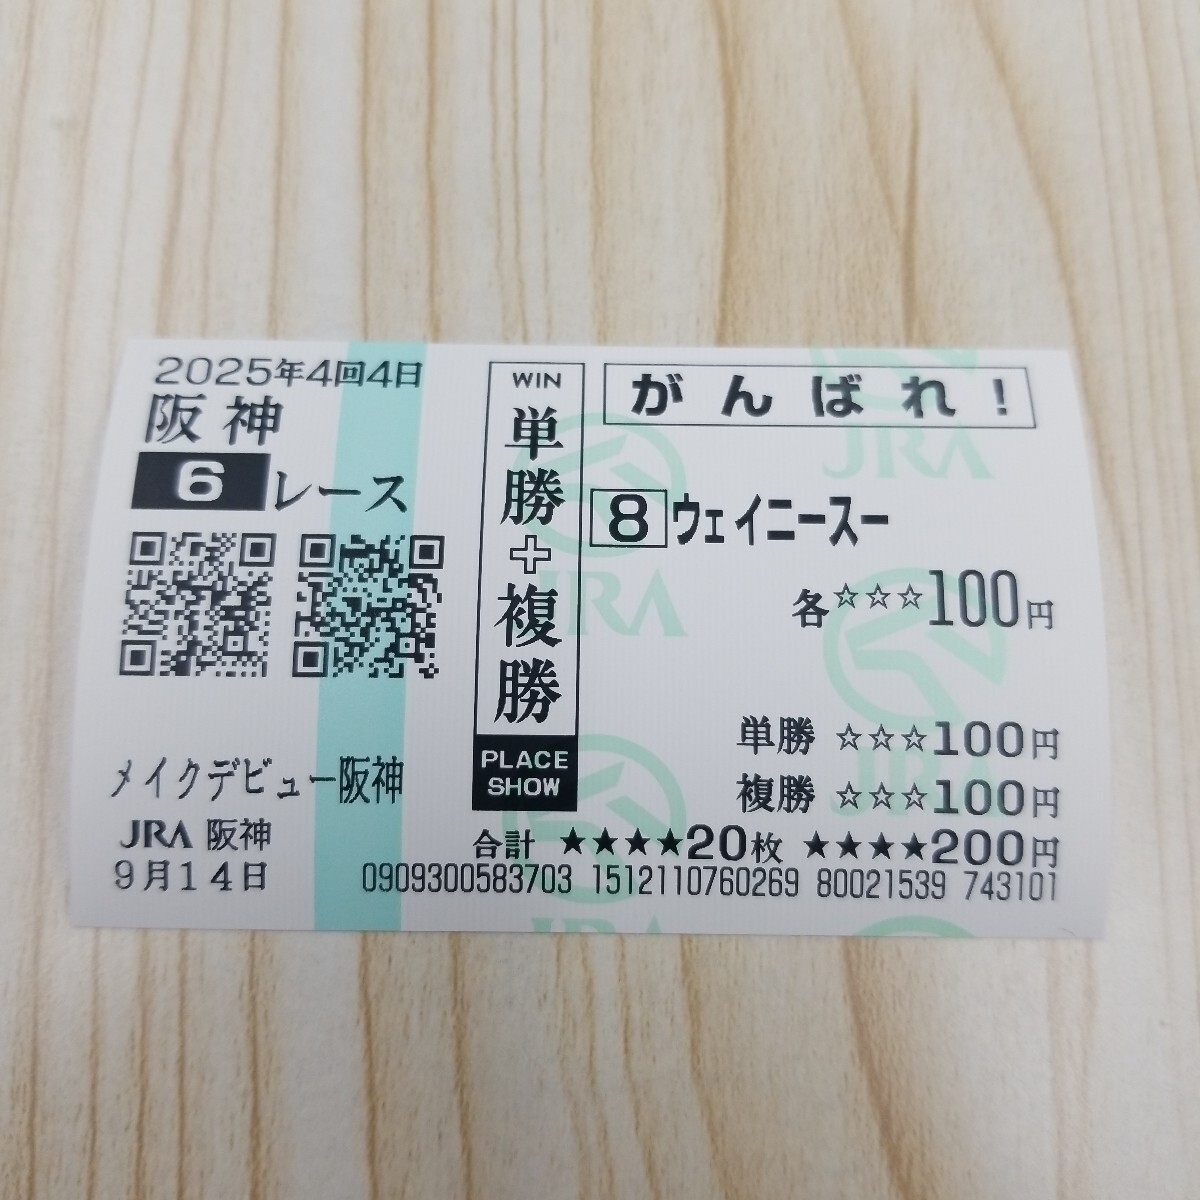 2025年4回4日
阪神
6レース
メイクデビュー阪神
JRA 阪神
9月14日
WIN
単勝+複勝
PLACE
SHOW
がんばれ!
8 ウェイニースー
各☆☆☆100円
単勝 ☆☆☆100円
複勝 ☆☆☆100円
合計 ★★★★20枚 ★★★★200円
0909300583703 1512110760269 80021539 743101
JRA
JRA
JRA